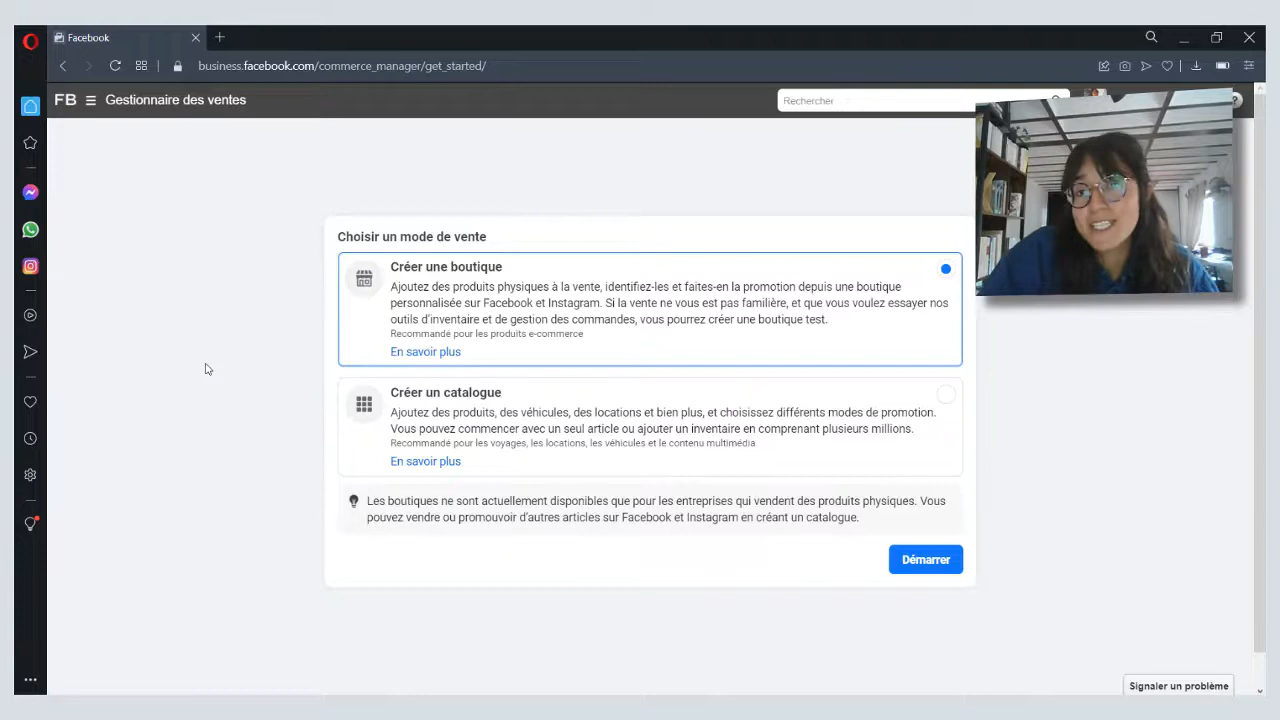 Facebook
business.facebook.com/commerce_manager/get_started/
FB Gestionnaire des ventes
Rechercher
?
Choisir un mode de vente
Créer une boutique
Ajoutez des produits physiques à la vente, identifiez-les et faites-en la promotion depuis une boutique
personnalisée sur Facebook et Instagram. Si la vente ne vous est pas familière, et que vous voulez essayer nos
outils d'inventaire et de gestion des commandes, vous pourrez créer une boutique test.
Recommandé pour les produits e-commerce
En savoir plus
Créer un catalogue
Ajoutez des produits, des véhicules, des locations et bien plus, et choisissez différents modes de promotion.
Vous pouvez commencer avec un seul article ou ajouter un inventaire en comprenant plusieurs millions.
Recommandé pour les voyages, les locations, les véhicules et le contenu multimédia
En savoir plus
Les boutiques ne sont actuellement disponibles que pour les entreprises qui vendent des produits physiques. Vous
pouvez vendre ou promouvoir d'autres articles sur Facebook et Instagram en créant un catalogue.
Démarrer
Signaler un problème